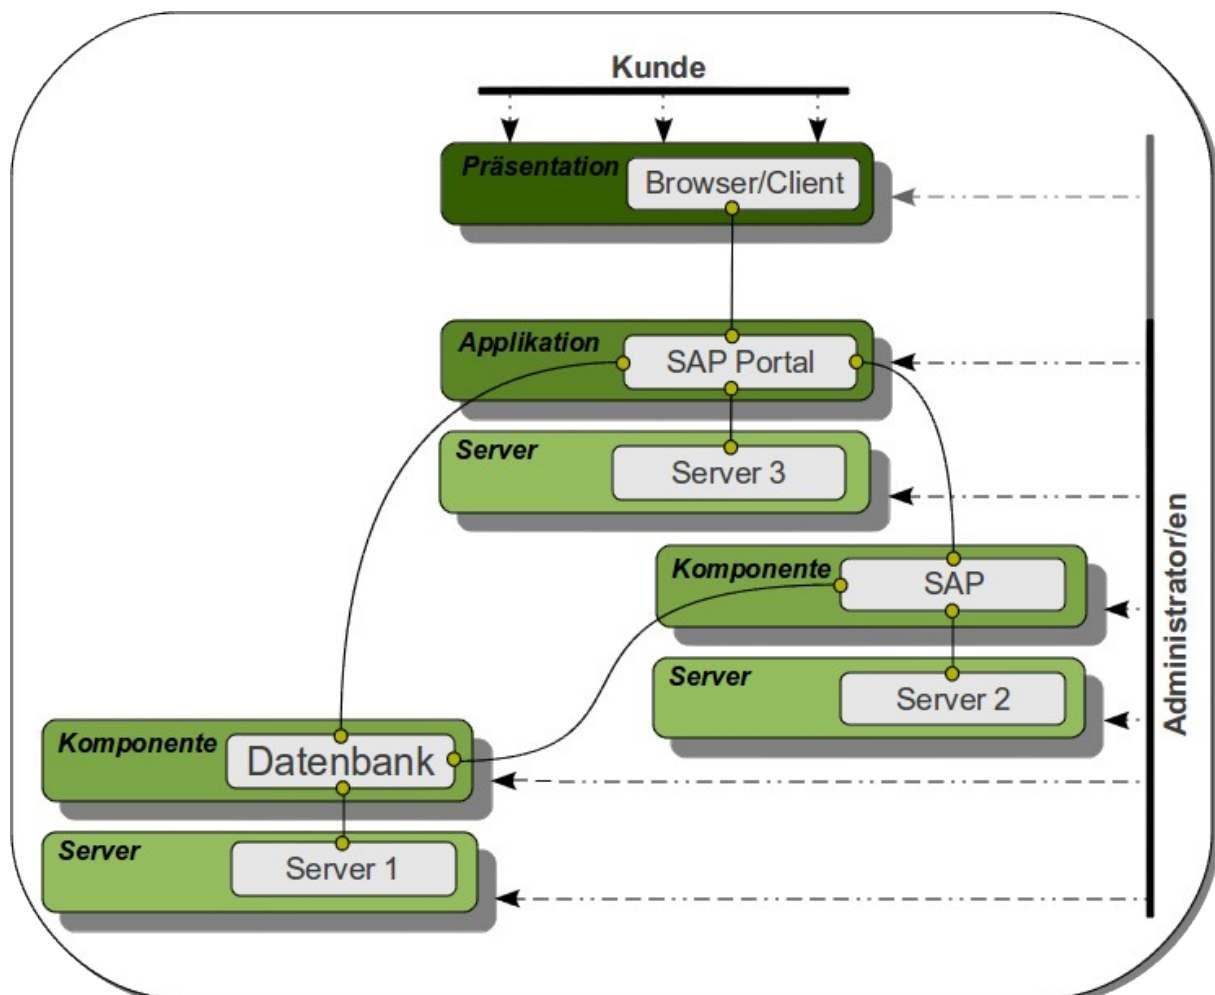 Kunde
Präsentation
Browser/Client
Applikation
SAP Portal
Server
Server 3
Komponente
SAP
Server
Server 2
Komponente
Datenbank
Server
Server 1
Administrator/en